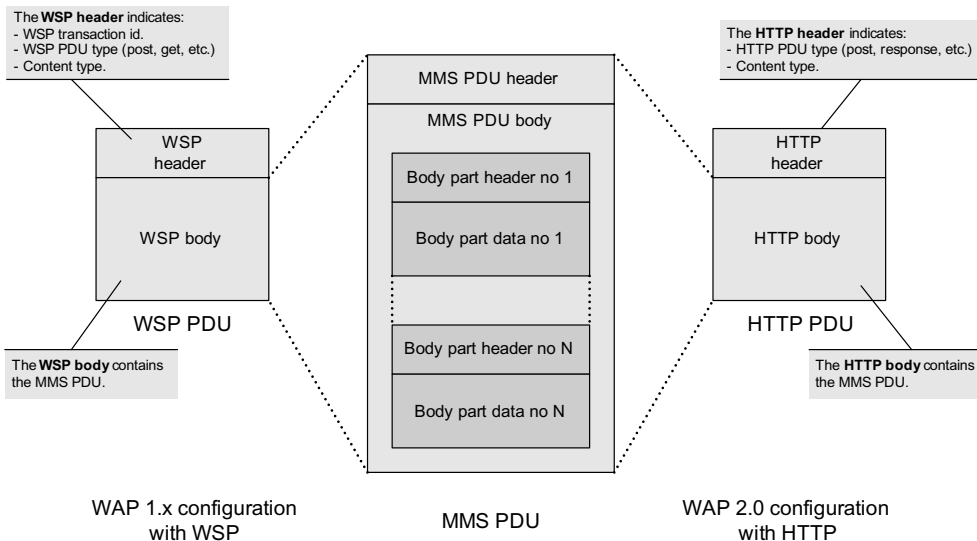 The WSP header indicates:
- WSP transaction id.
- WSP PDU type (post, get, etc.)
- Content type.
WSP
header
WSP body
WSP PDU
The WSP body contains
the MMS PDU.
WAP 1.x configuration
with WSP
MMS PDU header
MMS PDU body
Body part header no 1
Body part data no 1
Body part header no N
Body part data no N
MMS PDU
The HTTP header indicates:
- HTTP PDU type (post, response, etc.)
- Content type.
HTTP
header
HTTP body
HTTP PDU
The HTTP body contains
the MMS PDU.
WAP 2.0 configuration
with HTTP